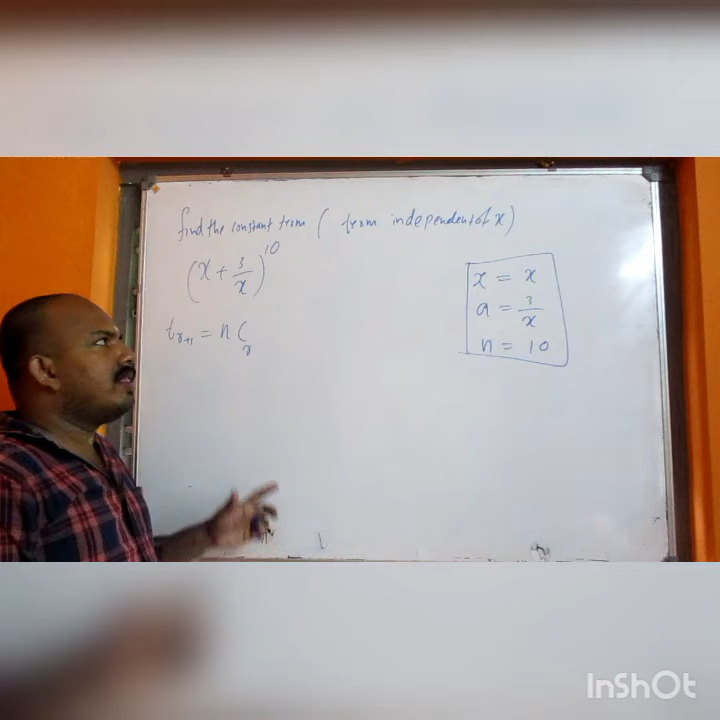 find the constant term ( term independent of x)
(x + 3/x)^10
t_{r+1} = n C_r
x = x
a = 3/x
n = 10
InShOt